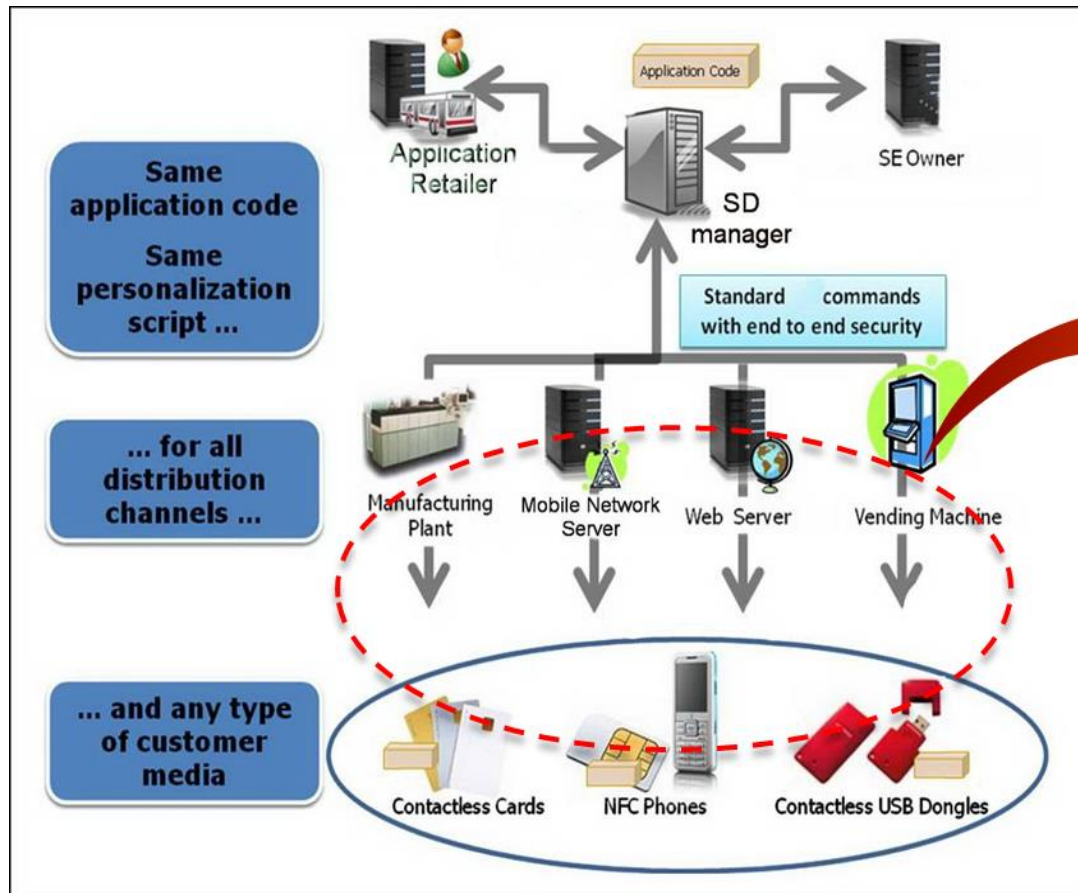 Application Code
Application
Retailer
SE Owner
SD
manager
Same
application code
Same
personalization
script ...
Standard commands
with end to end security
... for all
distribution
channels ...
Manufacturing
Plant
Mobile Network
Server
Web Server
Vending Machine
... and any type
of customer
media
Contactless Cards
NFC Phones
Contactless USB Dongles